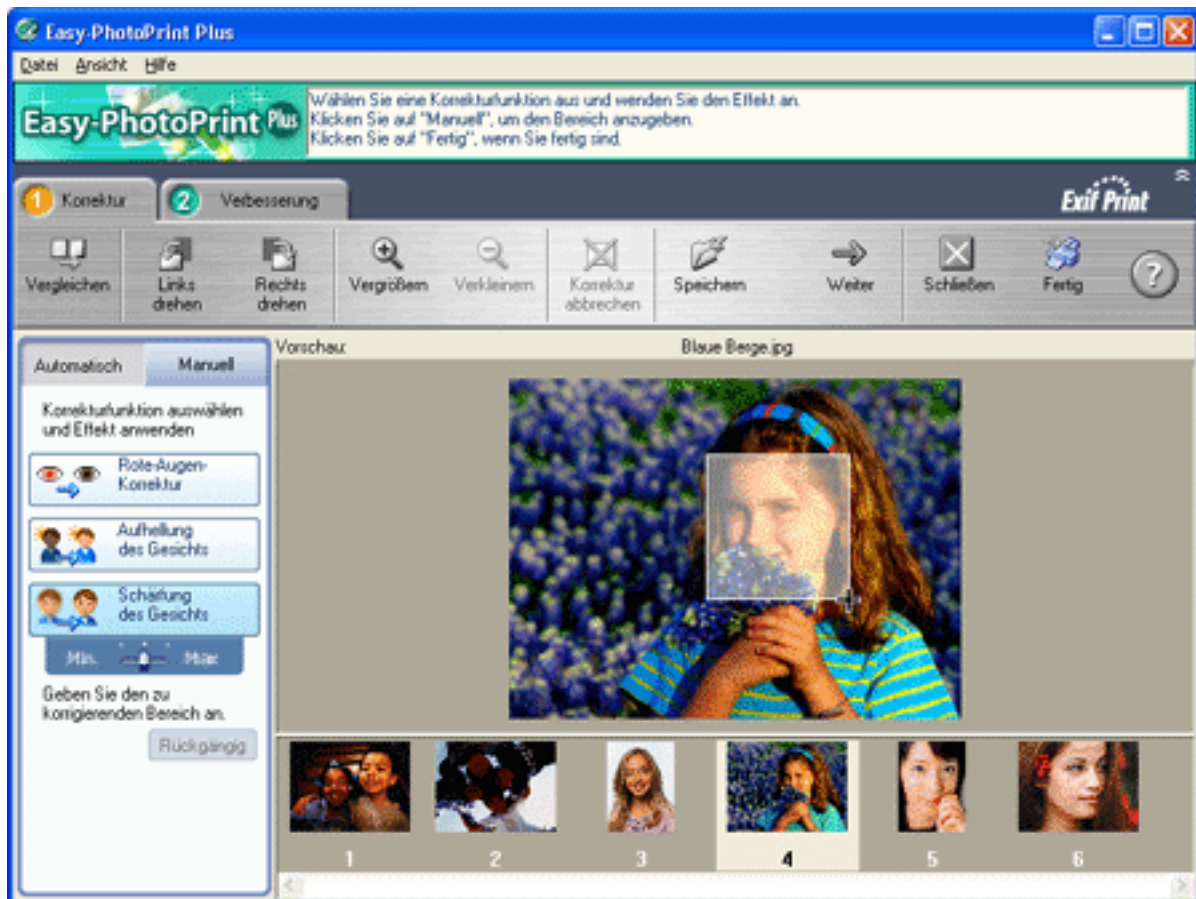 Easy-PhotoPrint Plus
Datei Ansicht Hilfe
Easy-PhotoPrint Plus
Wählen Sie eine Korrekturfunktion aus und wenden Sie den Effekt an.
Klicken Sie auf "Manuell", um den Bereich anzugeben.
Klicken Sie auf "Fertig", wenn Sie fertig sind.
1 Korrektur 2 Verbesserung
Exif Print
Vergleichen Links drehen Rechts drehen Vergrößern Verkleinern Korrektur abbrechen Speichern Weiter Schließen Fertig ?
Automatisch Manuell
Vorschau: Blaue Berge.jpg
Korrekturfunktion auswählen
und Effekt anwenden
Rote-Augen-
Korrektur
Aufhellung
des Gesichts
Schärfung
des Gesichts
Min. Max
Geben Sie den zu
korrigierenden Bereich an.
Rückgängig
1 2 3 4 5 6